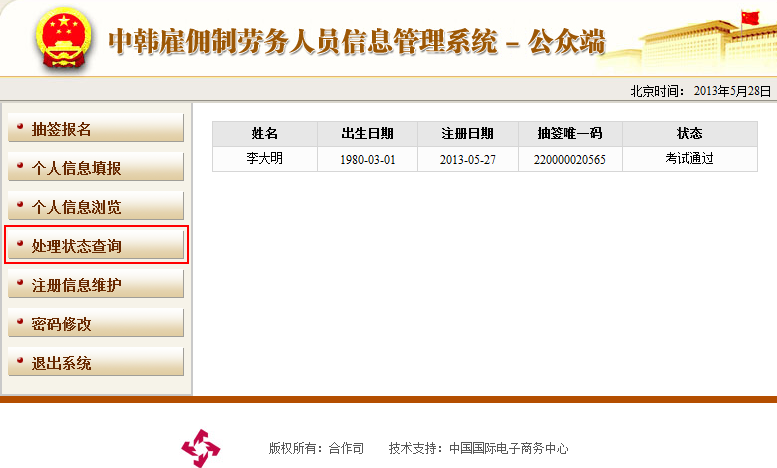 中韩雇佣制劳务人员信息管理系统 - 公众端
北京时间： 2013年5月28日
抽签报名
个人信息填报
个人信息浏览
处理状态查询
注册信息维护
密码修改
退出系统
姓名 出生日期 注册日期 抽签唯一码 状态
李大明 1980-03-01 2013-05-27 220000020565 考试通过
版权所有：合作司 技术支持：中国国际电子商务中心